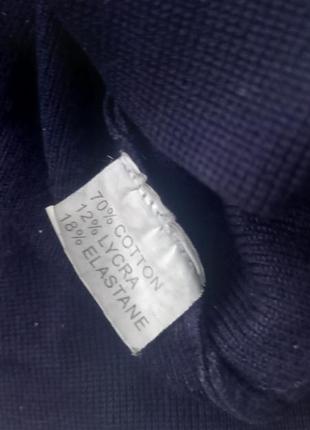 70% COTTON
12% LYCRA
18% ELASTANE